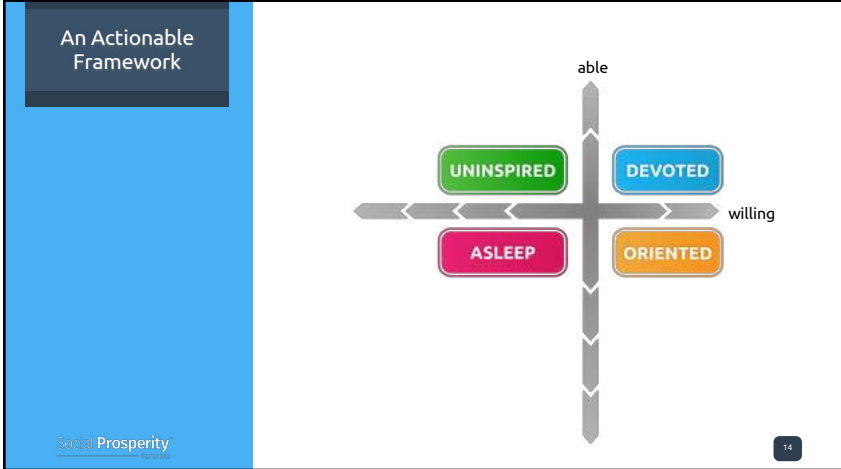 An Actionable
Framework
able
UNINSPIRED
DEVOTED
willing
ASLEEP
ORIENTED
Social Prosperity
14